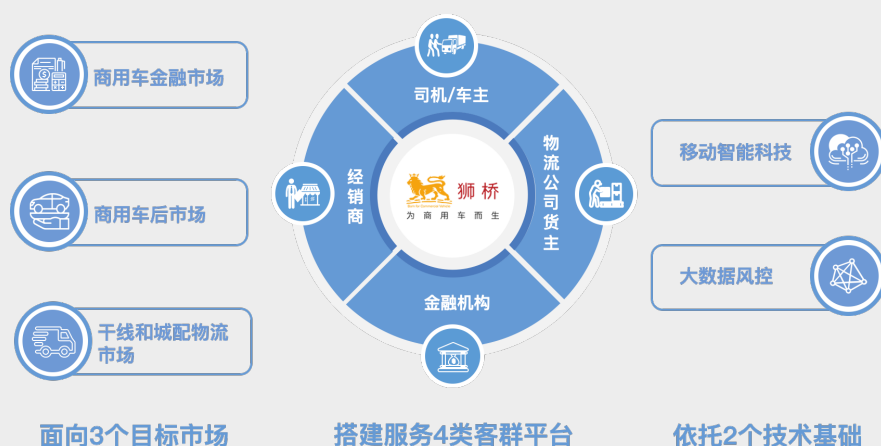 商用车金融市场
商用车后市场
干线和城配物流
市场
面向3个目标市场
司机/车主
经销商
物流公司货主
金融机构
狮桥
为商用车而生
搭建服务4类客群平台
移动智能科技
大数据风控
依托2个技术基础